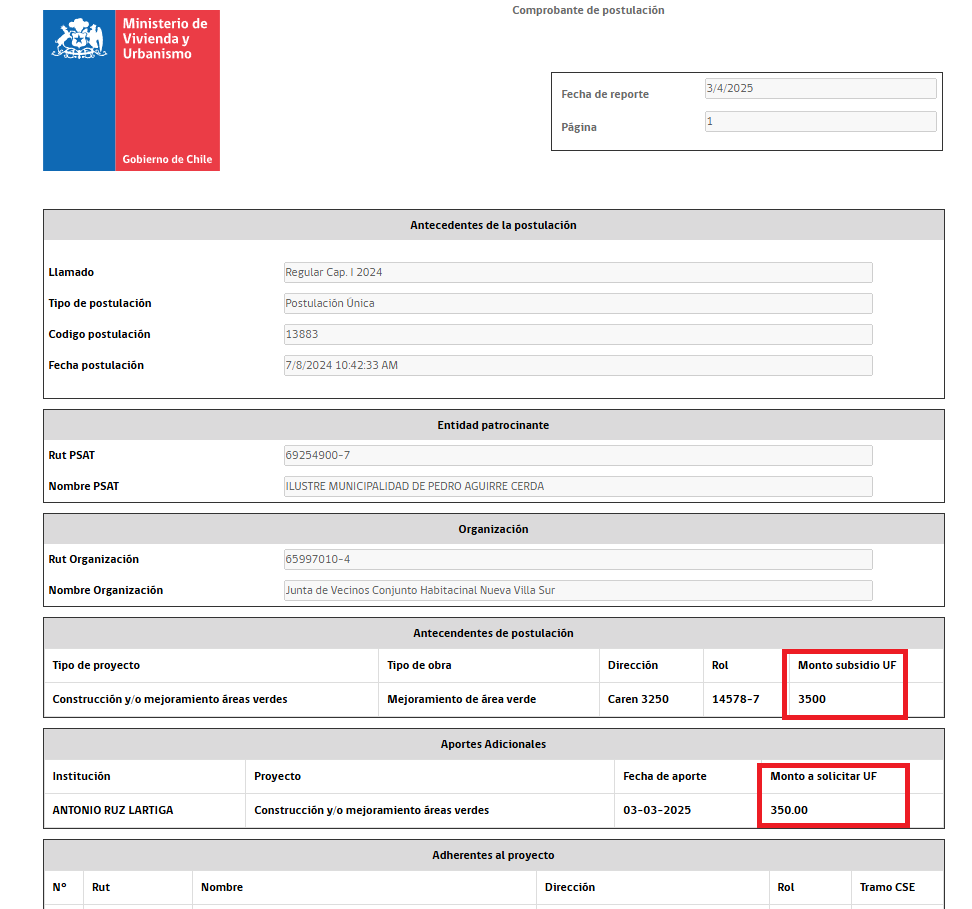 Comprobante de postulación
Ministerio de
Vivienda y
Urbanismo
Gobierno de Chile
Fecha de reporte 3/4/2025
Página 1
Antecedentes de la postulación
Llamado Regular Cap. I 2024
Tipo de postulación Postulación Única
Codigo postulación 13883
Fecha postulación 7/8/2024 10:42:33 AM
Entidad patrocinante
Rut PSAT 69254900-7
Nombre PSAT ILUSTRE MUNICIPALIDAD DE PEDRO AGUIRRE CERDA
Organización
Rut Organización 65997010-4
Nombre Organización Junta de Vecinos Conjunto Habitacinal Nueva Villa Sur
Antecendentes de postulación
Tipo de proyecto Tipo de obra Dirección Rol Monto subsidio UF
Construcción y/o mejoramiento áreas verdes Mejoramiento de área verde Caren 3250 14578-7 3500
Aportes Adicionales
Institución Proyecto Fecha de aporte Monto a solicitar UF
ANTONIO RUZ LARTIGA Construcción y/o mejoramiento áreas verdes 03-03-2025 350.00
Adherentes al proyecto
Nº Rut Nombre Dirección Rol Tramo CSE